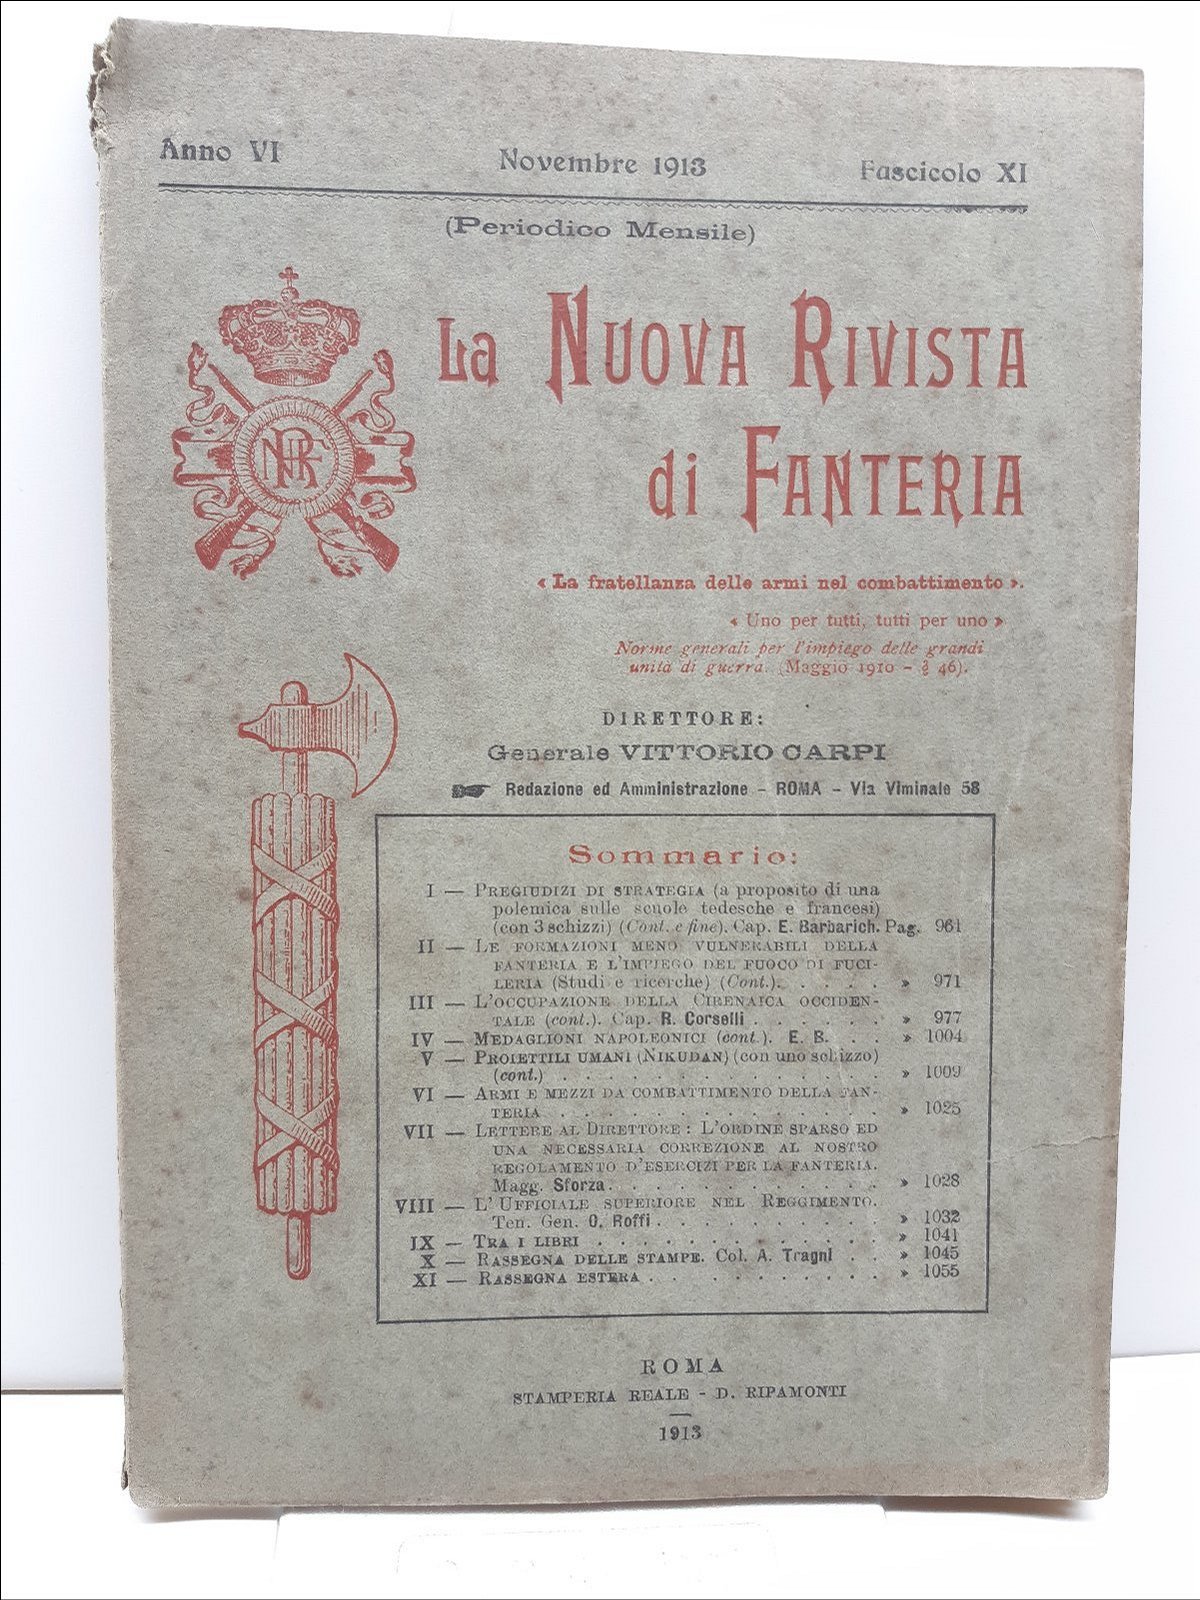 Anno VI Novembre 1913 Fascicolo XI
(Periodico Mensile)
La Nuova Rivista
di Fanteria
NRF
« La fratellanza delle armi nel combattimento ».
« Uno per tutti, tutti per uno »
Norme generali per l'impiego delle grandi
unità di guerra. (Maggio 1910 - § 46).
DIRETTORE:
Generale VITTORIO CARPI
Redazione ed Amministrazione - ROMA - Via Viminale 58
Sommario:
I — Pregiudizi di strategia (a proposito di una
polemica sulle scuole tedesche e francesi)
(con 3 schizzi) (Cont. e fine). Cap. E. Barbarich. Pag. 961
II — Le formazioni meno vulnerabili della
fanteria e l'impiego del fuoco di fuci-
leria (Studi e ricerche) (Cont.). . . . . » 971
III — L'occupazione della Cirenaica occiden-
tale (cont.). Cap. R. Corselli . . . . . . » 977
IV — Medaglioni napoleonici (cont.). E. B. . . » 1004
V — Proiettili umani (Nikudan) (con uno schizzo)
(cont.) . . . . . . . . . . . . . . » 1009
VI — Armi e mezzi da combattimento della fan-
teria . . . . . . . . . . . . . . » 1025
VII — Lettere al Direttore : L'ordine sparso ed
una necessaria correzione al nostro
regolamento d'esercizi per la fanteria.
Magg. Sforza. . . . . . . . . . . . » 1028
VIII — L'Ufficiale superiore nel Reggimento.
Ten. Gen. O. Roffi . . . . . . . . . . » 1032
IX — Tra i libri . . . . . . . . . . . . » 1041
X — Rassegna delle stampe. Col. A. Tragni . . » 1045
XI — Rassegna estera . . . . . . . . . . » 1055
ROMA
STAMPERIA REALE - D. RIPAMONTI
1913